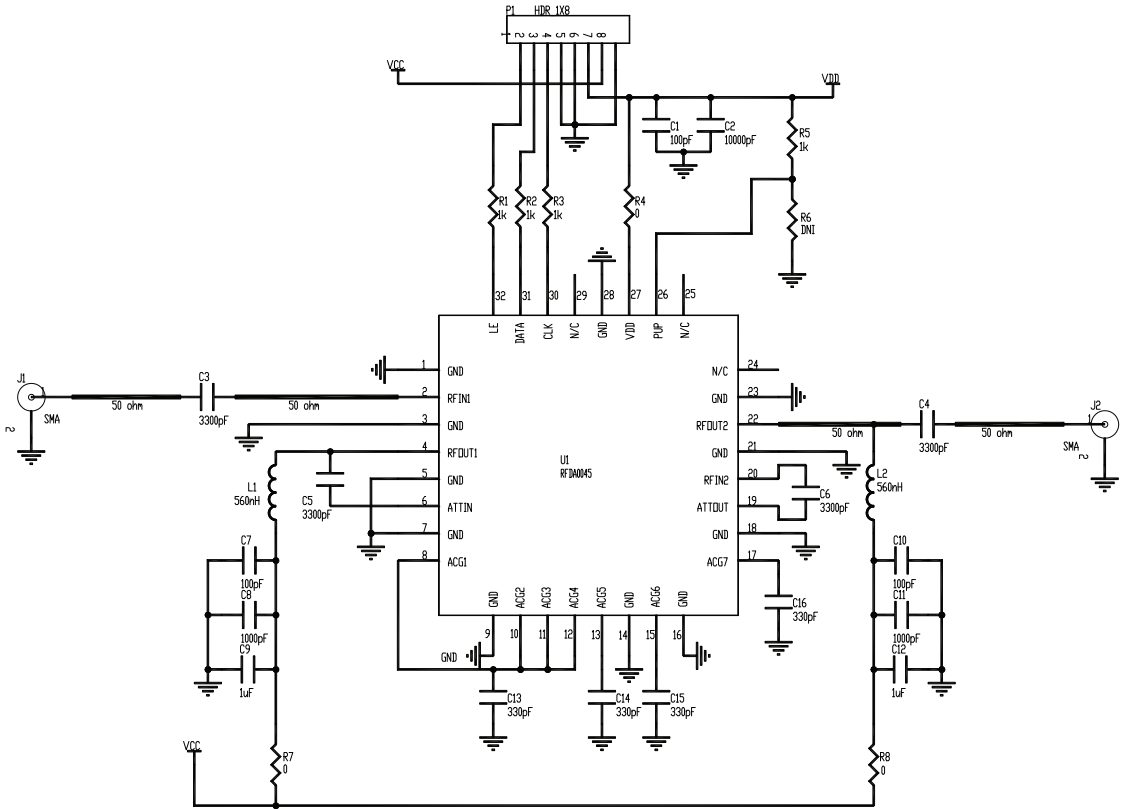 P1 HDR 1X8
1 2 3 4 5 6 7 8
VCC
VDD
C1
100pF
C2
10000pF
R5
1k
R1
1k
R2
1k
R3
1k
R4
0
R6
DNI
32 31 30 29 28 27 26 25
LE DATA CLK N/C GND VDD PUP N/C
1 GND
2 RFIN1
3 GND
4 RFOUT1
5 GND
6 ATTIN
7 GND
8 ACG1
N/C 24
GND 23
RFOUT2 22
GND 21
RFIN2 20
ATTOUT 19
GND 18
ACG7 17
U1
RFDA0045
GND ACG2 ACG3 ACG4 ACG5 GND ACG6 GND
9 10 11 12 13 14 15 16
J1
1
SMA
2
50 ohm
C3
3300pF
50 ohm
50 ohm
C4
3300pF
50 ohm
J2
1
SMA
2
L1
560nH
C5
3300pF
C6
3300pF
L2
560nH
C7
100pF
C8
1000pF
C9
1uF
C10
100pF
C11
1000pF
C12
1uF
GND
C13
330pF
C14
330pF
C15
330pF
C16
330pF
VCC
R7
0
R8
0